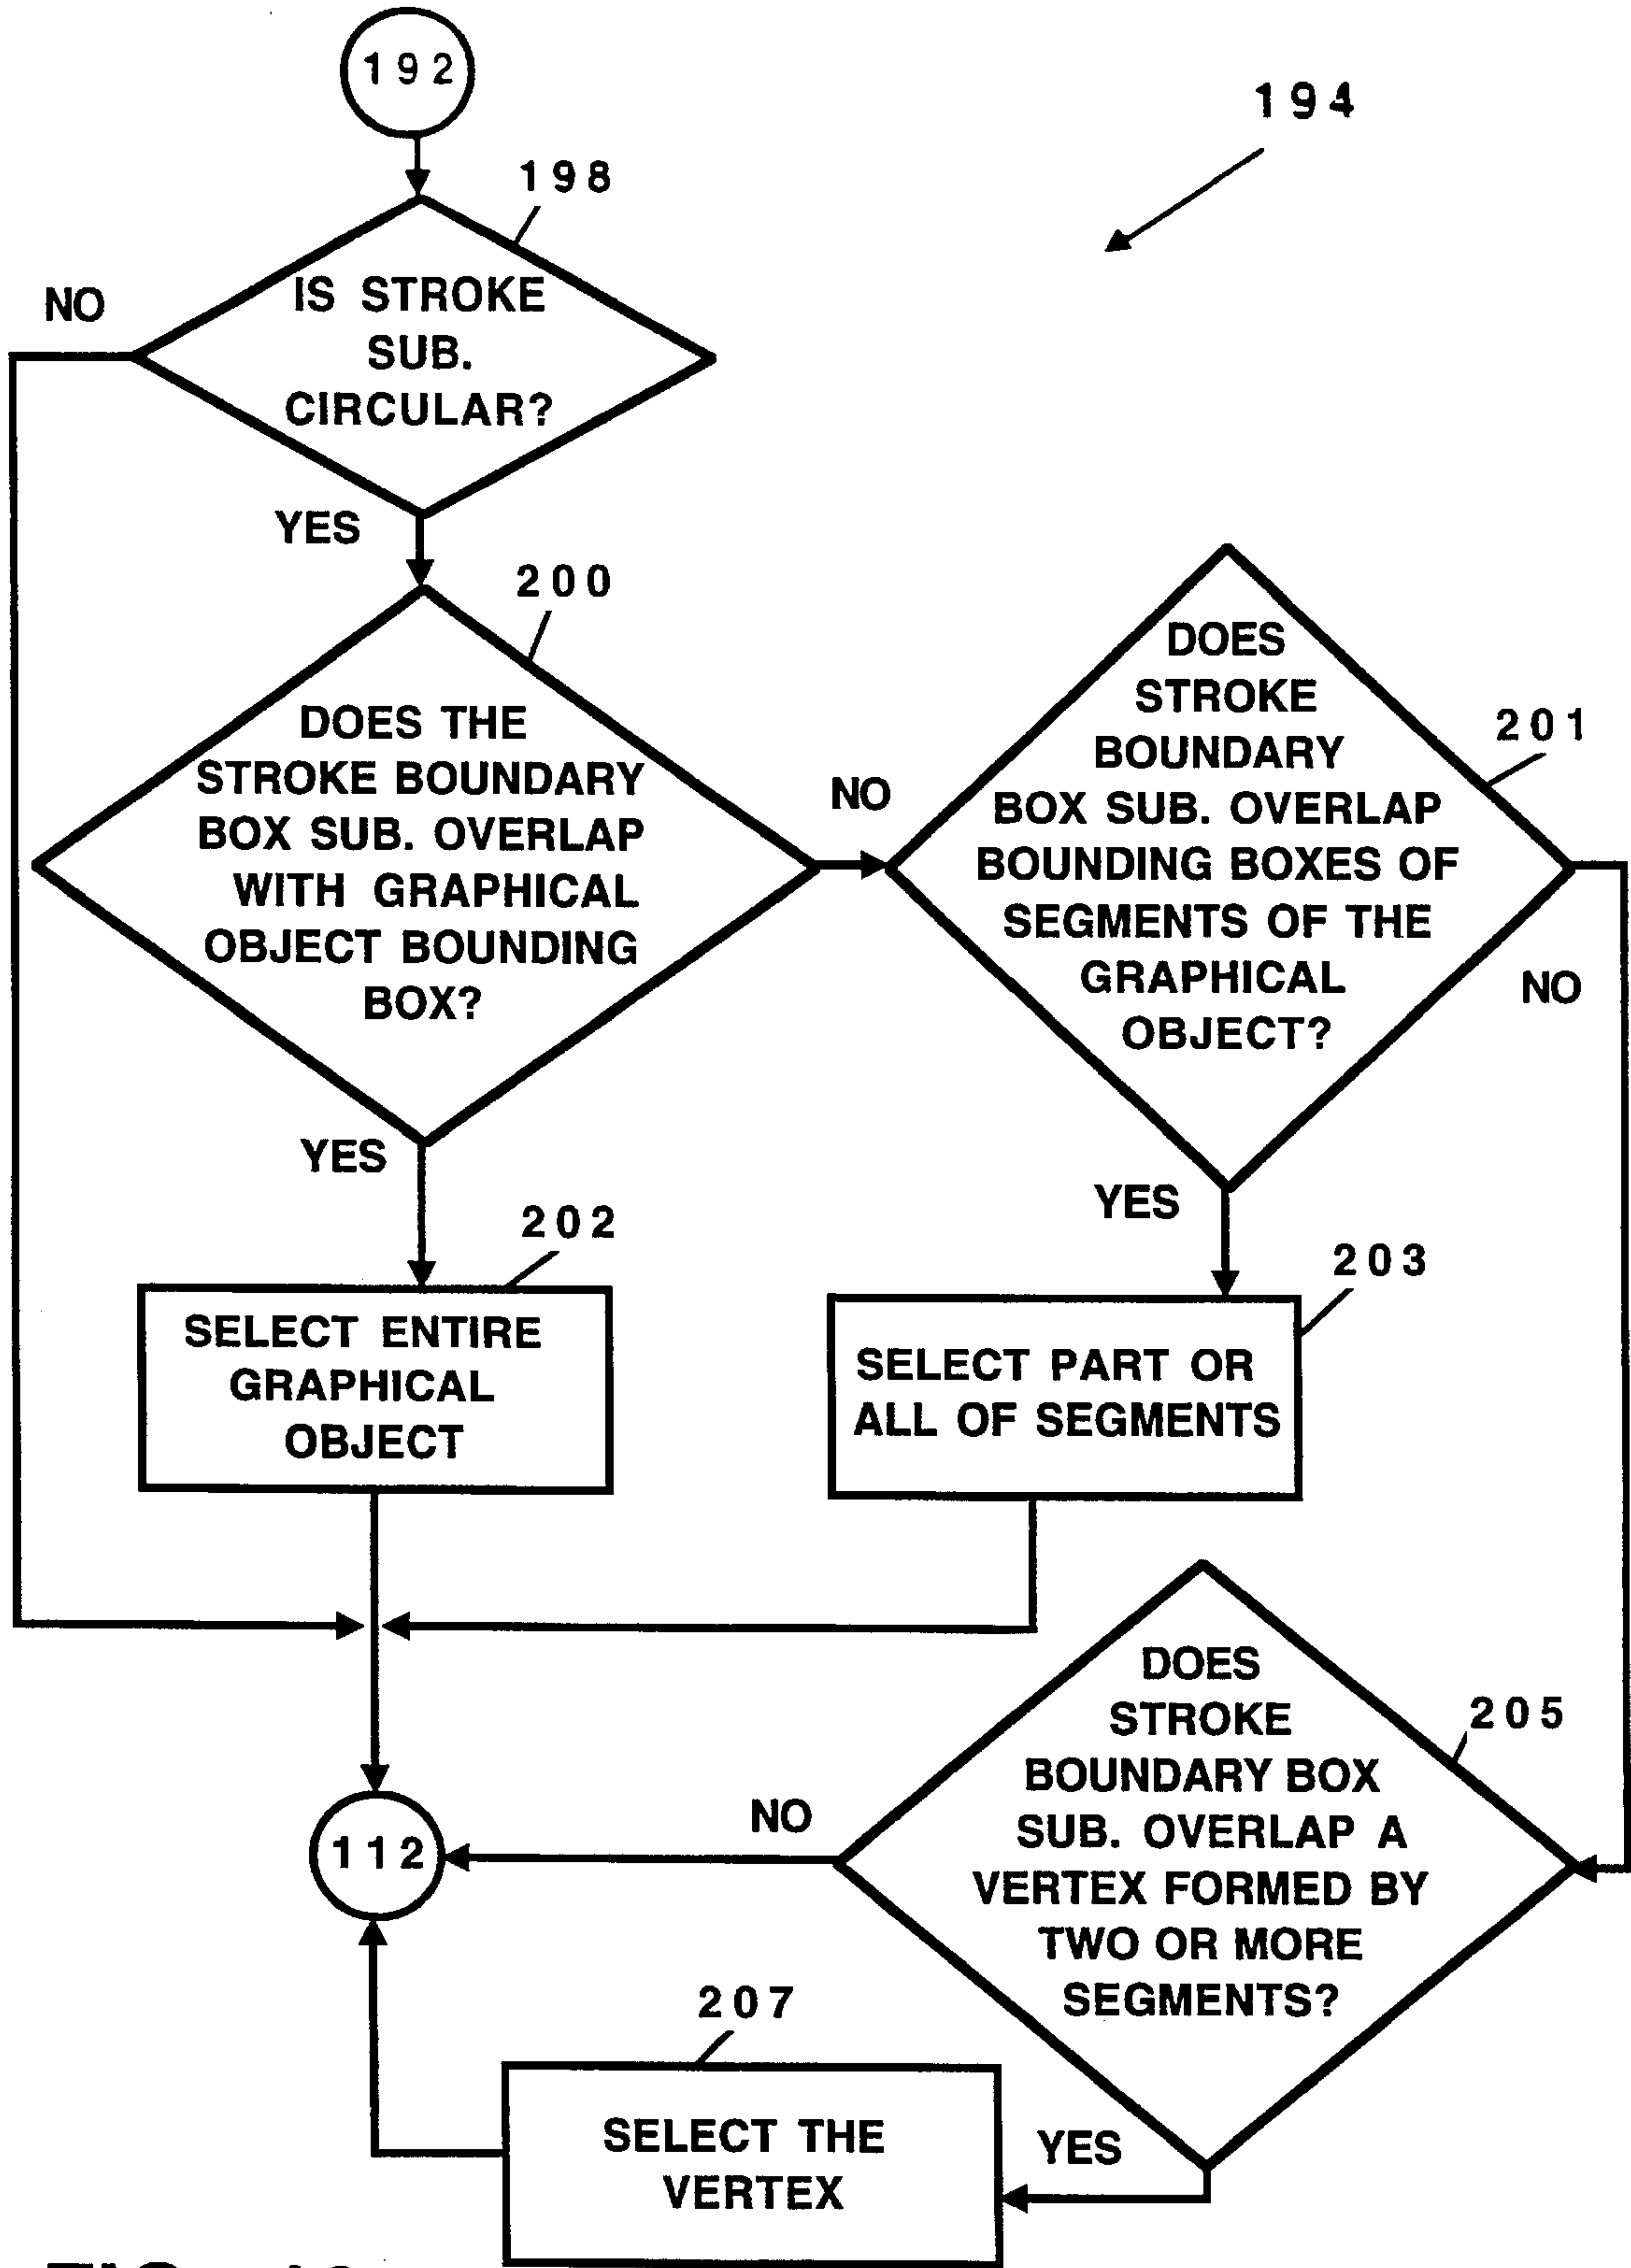 192
194
198
NO
IS STROKE
SUB.
CIRCULAR?
YES
200
DOES THE
STROKE BOUNDARY
BOX SUB. OVERLAP
WITH GRAPHICAL
OBJECT BOUNDING
BOX?
NO
DOES
STROKE
BOUNDARY
BOX SUB. OVERLAP
BOUNDING BOXES OF
SEGMENTS OF THE
GRAPHICAL
OBJECT?
201
NO
YES
YES
202
203
SELECT ENTIRE
GRAPHICAL
OBJECT
SELECT PART OR
ALL OF SEGMENTS
DOES
STROKE
BOUNDARY BOX
SUB. OVERLAP A
VERTEX FORMED BY
TWO OR MORE
SEGMENTS?
205
NO
112
207
YES
SELECT THE
VERTEX